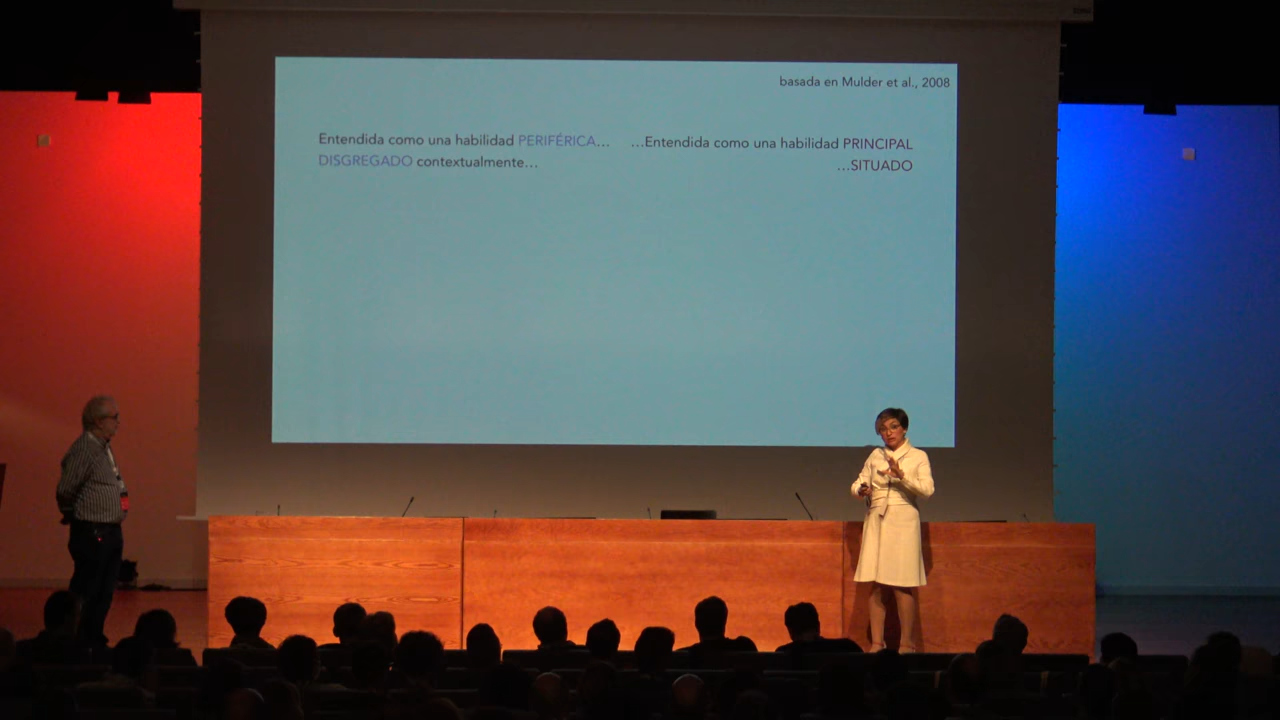 basada en Mulder et al., 2008
Entendida como una habilidad PERIFÉRICA…
DISGREGADO contextualmente…
…Entendida como una habilidad PRINCIPAL
…SITUADO